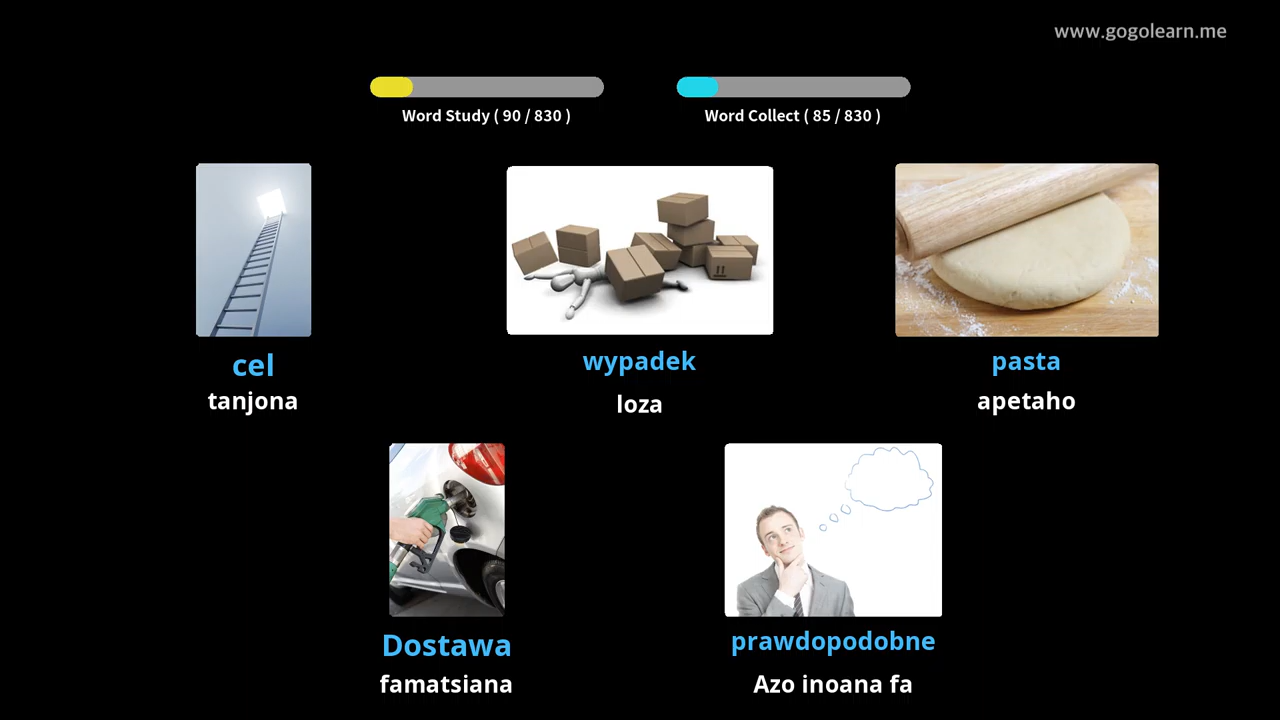 www.gogolearn.me
Word Study ( 90 / 830 )
Word Collect ( 85 / 830 )
cel
tanjona
wypadek
loza
pasta
apetaho
Dostawa
famatsiana
prawdopodobne
Azo inoana fa